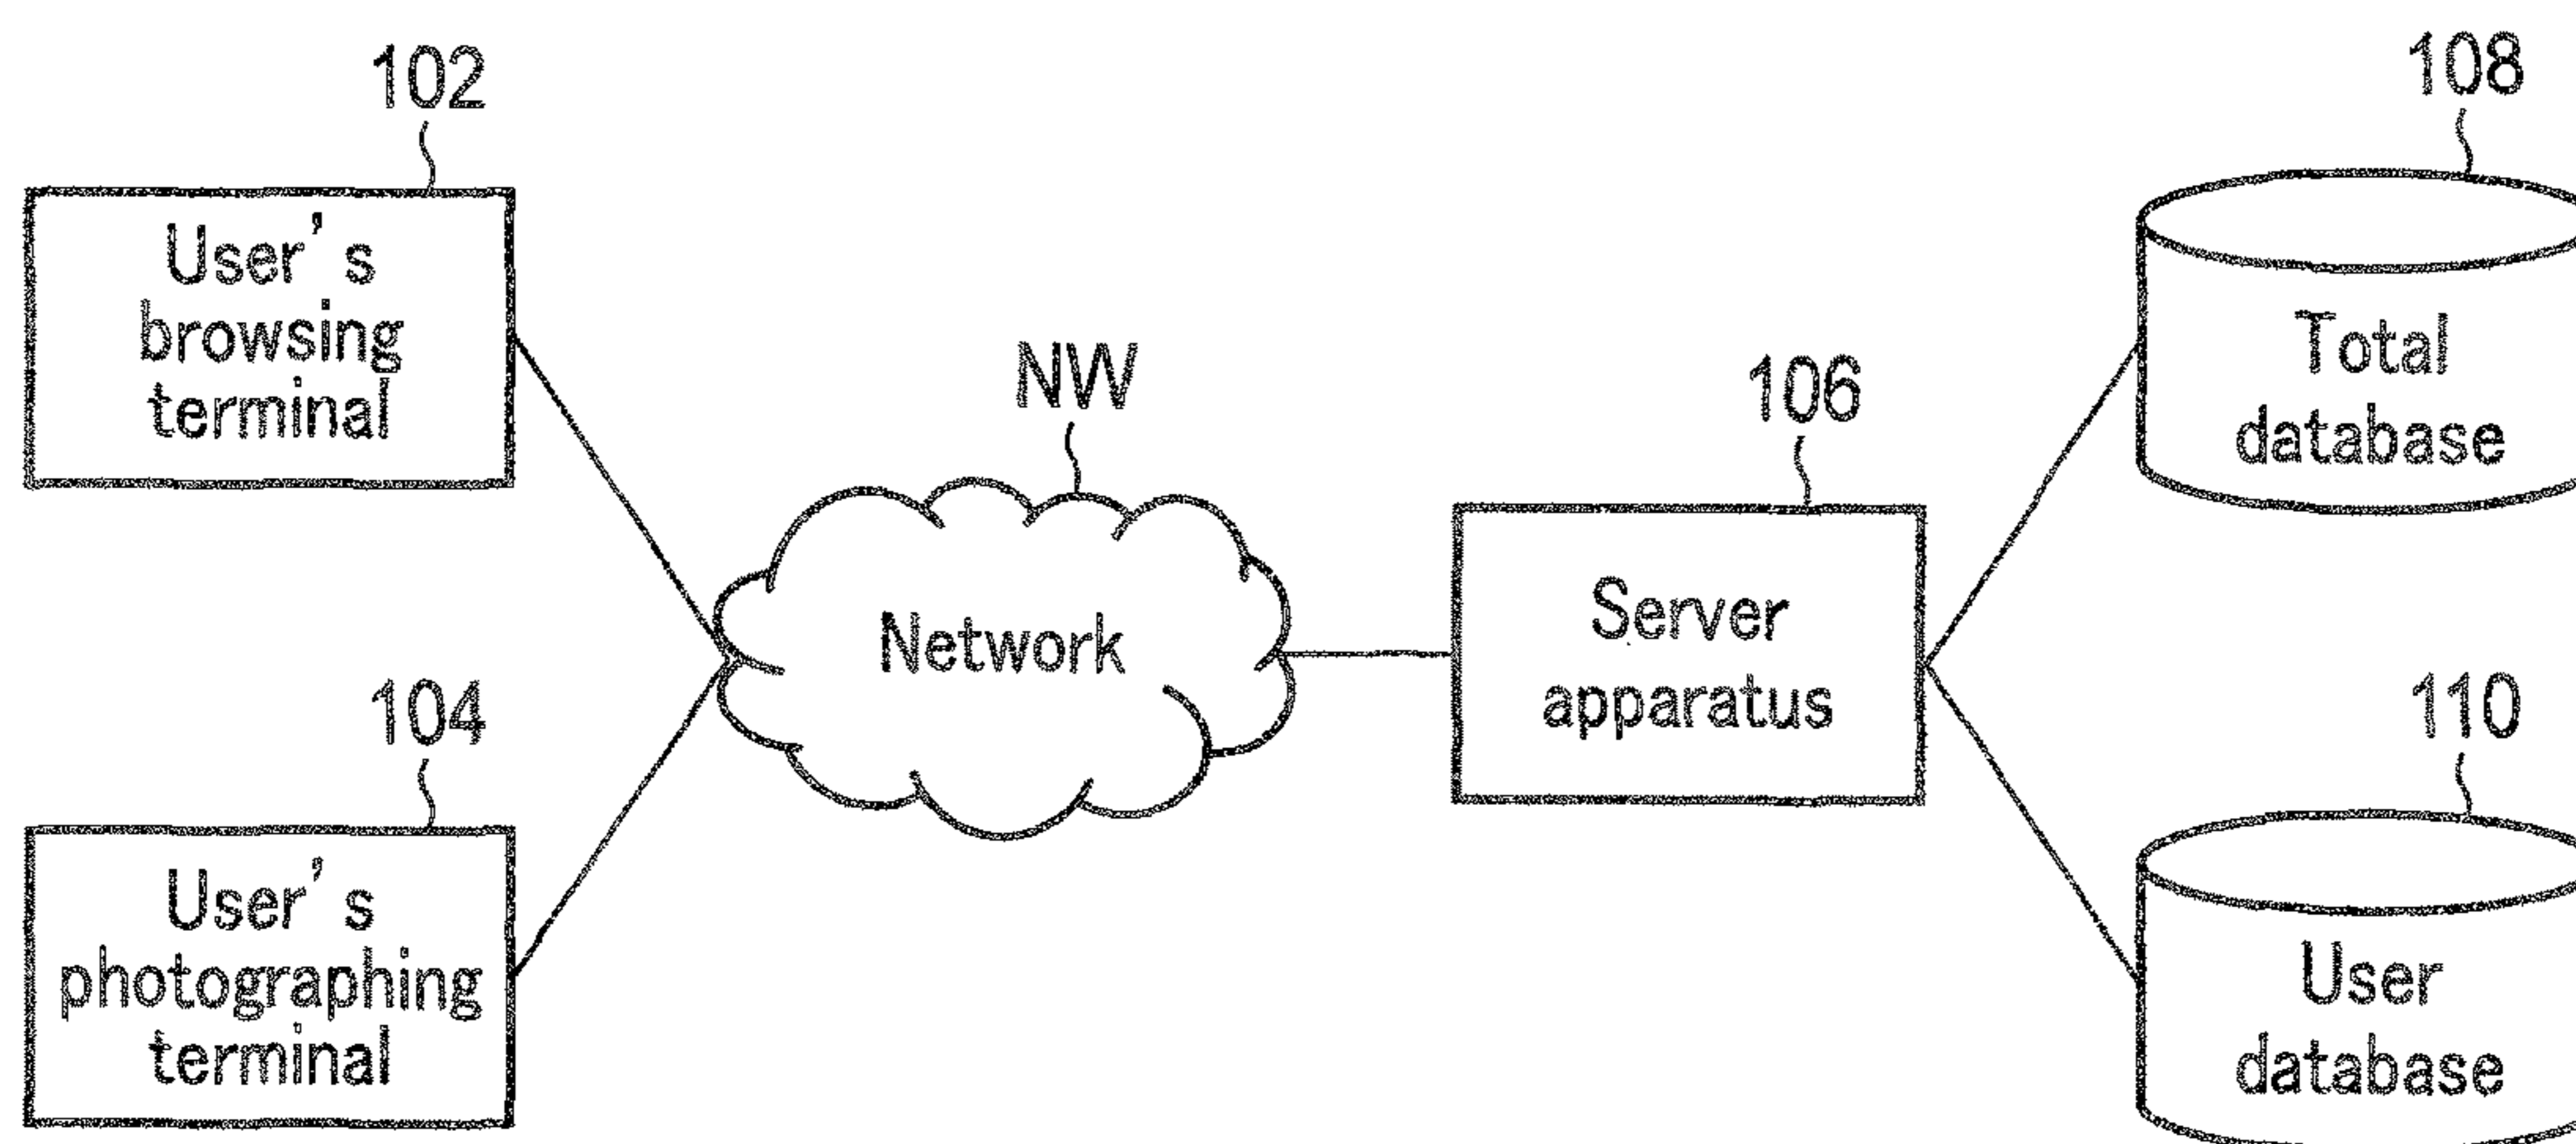 102
User's
browsing
terminal
104
User's
photographing
terminal
NW
Network
106
Server
apparatus
108
Total
database
110
User
database